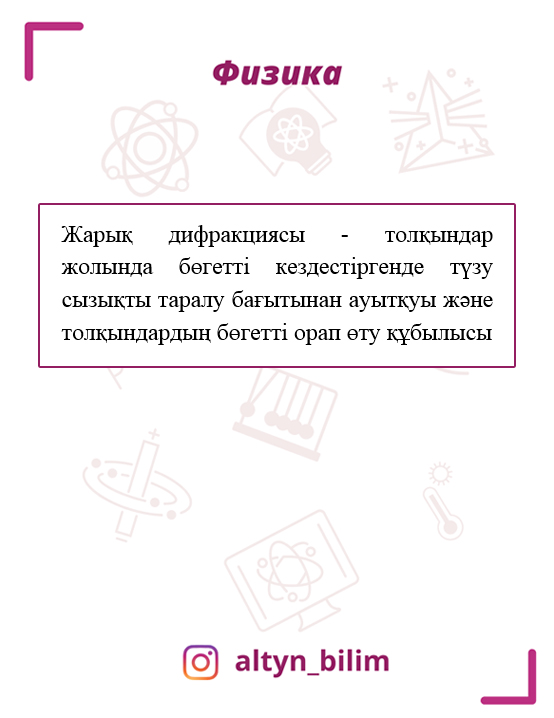 Физика
Жарық дифракциясы - толқындар
жолында бөгетті кездестіргенде түзу
сызықты таралу бағытынан ауытқуы және
толқындардың бөгетті орап өту құбылысы
altyn_bilim